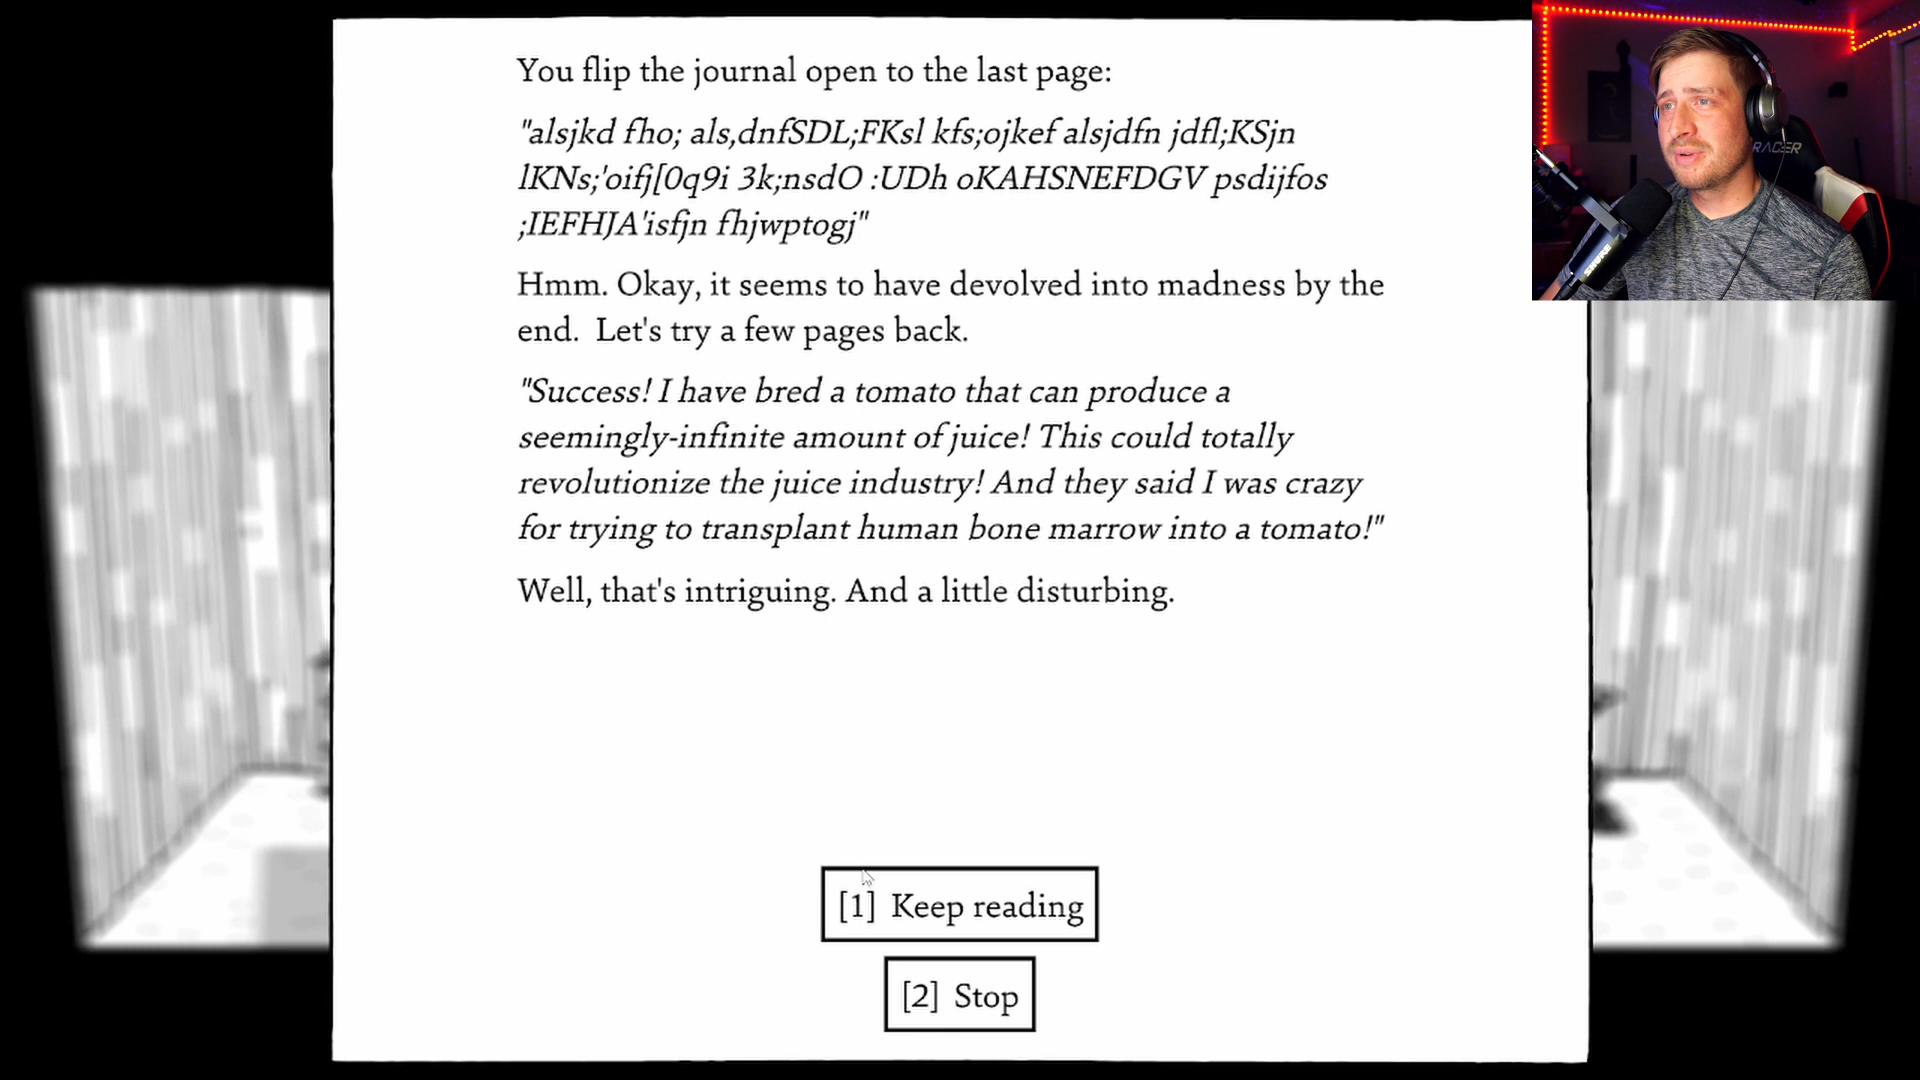 You flip the journal open to the last page:
"alsjkd fho; als,dnfSDL;FKsl kfs;ojkef alsjdfn jdfl;KSjn
lKNs;'oifj[0q9i 3k;nsdO :UDh oKAHSNEFDGV psdijfos
;IEFHJA'isfjn fhjwptogj"
Hmm. Okay, it seems to have devolved into madness by the
end.  Let's try a few pages back.
"Success! I have bred a tomato that can produce a
seemingly-infinite amount of juice! This could totally
revolutionize the juice industry! And they said I was crazy
for trying to transplant human bone marrow into a tomato!"
Well, that's intriguing. And a little disturbing.
[1] Keep reading
[2] Stop
RACER
SHURE